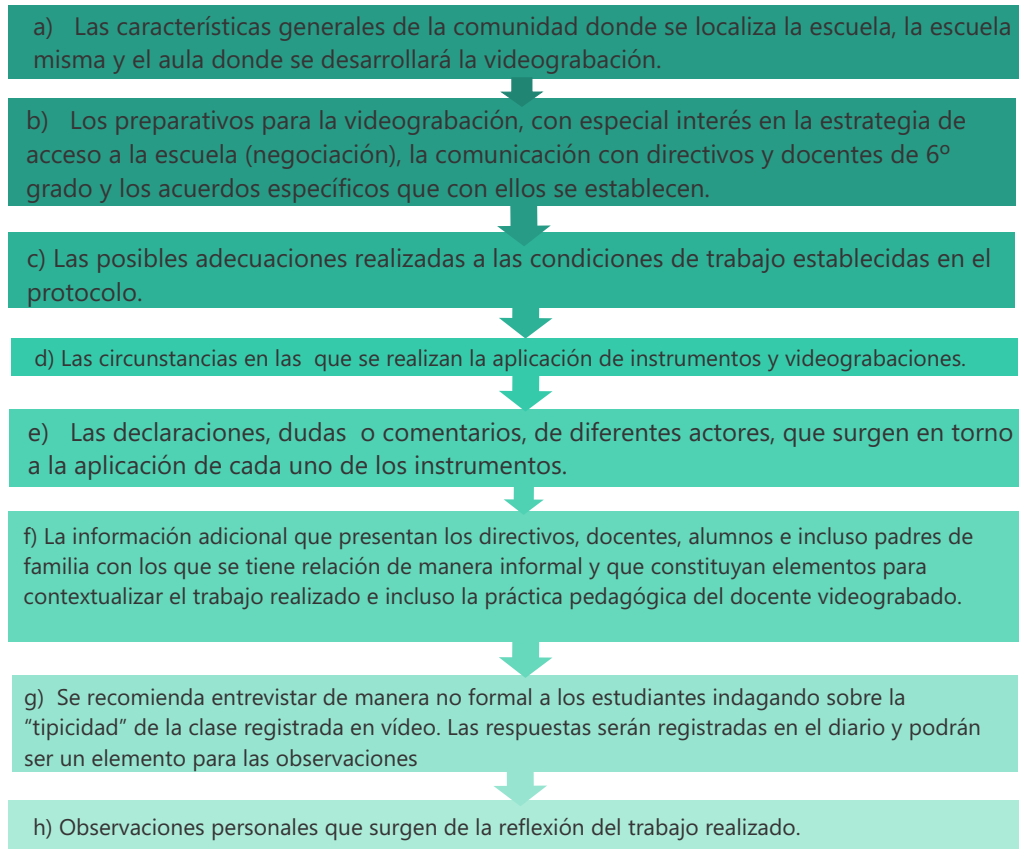 a) Las características generales de la comunidad donde se localiza la escuela, la escuela
misma y el aula donde se desarrollará la videograbación.
b) Los preparativos para la videograbación, con especial interés en la estrategia de
acceso a la escuela (negociación), la comunicación con directivos y docentes de 6º
grado y los acuerdos específicos que con ellos se establecen.
c) Las posibles adecuaciones realizadas a las condiciones de trabajo establecidas en el
protocolo.
d) Las circunstancias en las que se realizan la aplicación de instrumentos y videograbaciones.
e) Las declaraciones, dudas o comentarios, de diferentes actores, que surgen en torno
a la aplicación de cada uno de los instrumentos.
f) La información adicional que presentan los directivos, docentes, alumnos e incluso padres de
familia con los que se tiene relación de manera informal y que constituyan elementos para
contextualizar el trabajo realizado e incluso la práctica pedagógica del docente videograbado.
g) Se recomienda entrevistar de manera no formal a los estudiantes indagando sobre la
“tipicidad” de la clase registrada en vídeo. Las respuestas serán registradas en el diario y podrán
ser un elemento para las observaciones
h) Observaciones personales que surgen de la reflexión del trabajo realizado.